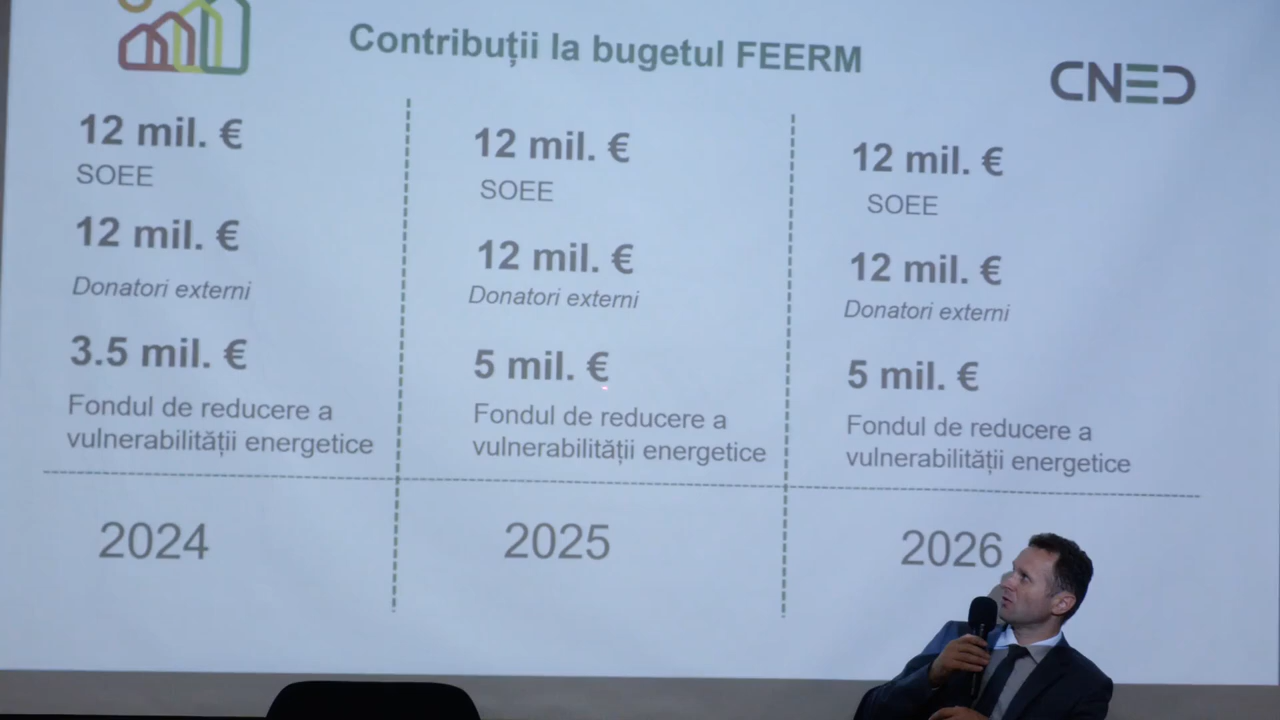 Contribuții la bugetul FEERM
CNED
12 mil. €
SOEE
12 mil. €
Donatori externi
3.5 mil. €
Fondul de reducere a
vulnerabilității energetice
2024
12 mil. €
SOEE
12 mil. €
Donatori externi
5 mil. €
Fondul de reducere a
vulnerabilității energetice
2025
12 mil. €
SOEE
12 mil. €
Donatori externi
5 mil. €
Fondul de reducere a
vulnerabilității energetice
2026